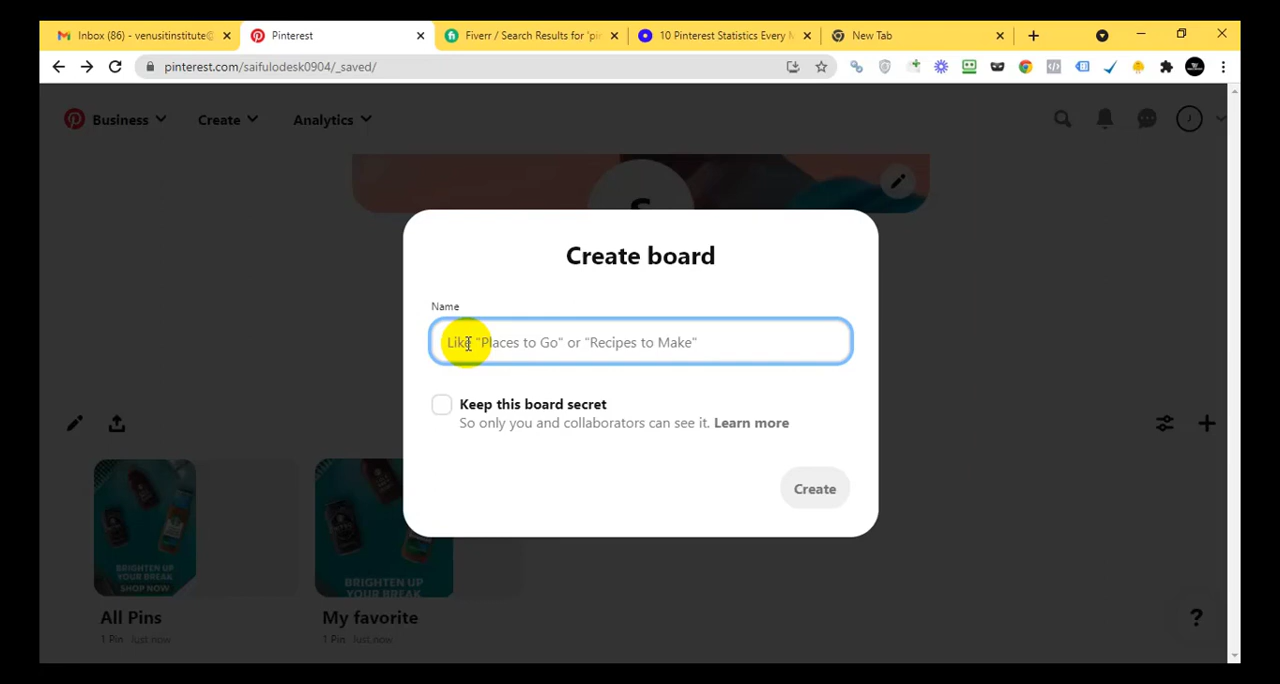 Inbox (86) - venusitinstitute@
Pinterest
Fiverr / Search Results for 'pin
10 Pinterest Statistics Every M
New Tab
pinterest.com/saifulodesk0904/_saved/
Business
Create
Analytics
J
S
Create board
Name
Like "Places to Go" or "Recipes to Make"
Keep this board secret
So only you and collaborators can see it. Learn more
Create
BRIGHTEN UP
YOUR BREAK
SHOP NOW
BRIGHTEN UP
YOUR BREAK
All Pins
My favorite
1 Pin Just now
1 Pin Just now
?